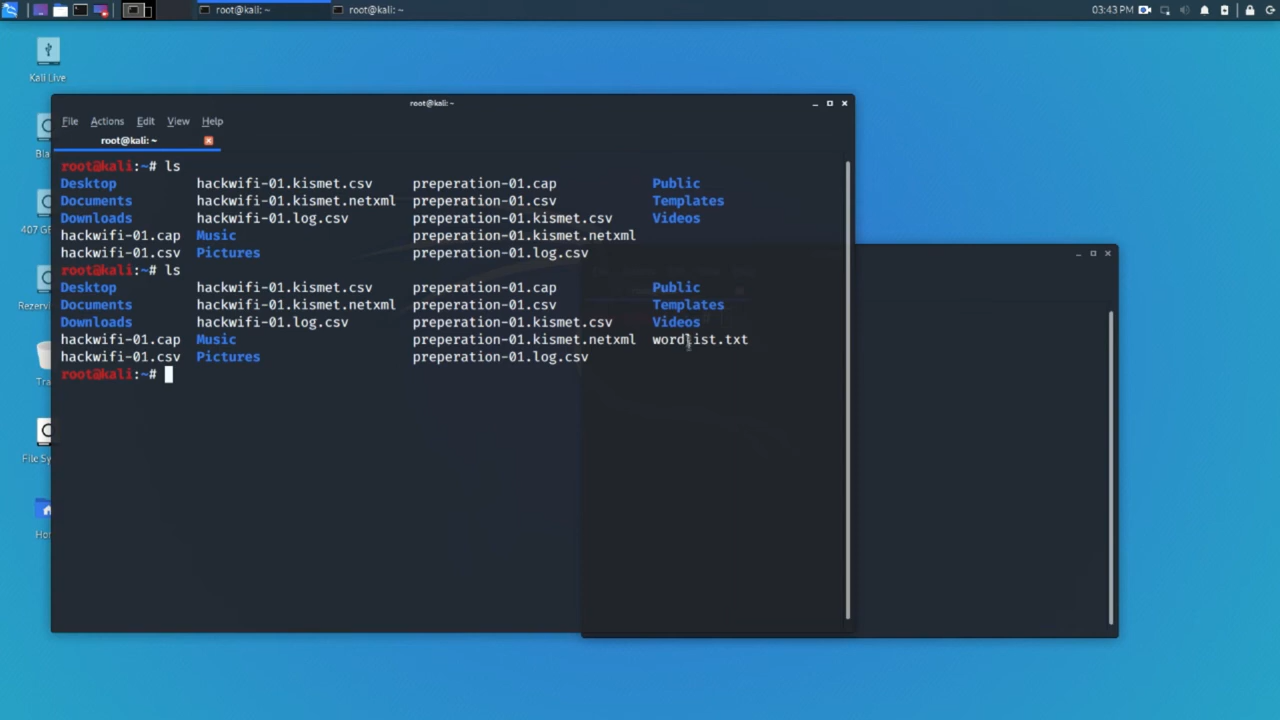 root@kali: ~
root@kali: ~
03:43 PM
Kali Live
root@kali: ~
File Actions Edit View Help
root@kali: ~
root@kali:~# ls
Desktop hackwifi-01.kismet.csv preperation-01.cap Public
Documents hackwifi-01.kismet.netxml preperation-01.csv Templates
Downloads hackwifi-01.log.csv preperation-01.kismet.csv Videos
hackwifi-01.cap Music preperation-01.kismet.netxml
hackwifi-01.csv Pictures preperation-01.log.csv
root@kali:~# ls
Desktop hackwifi-01.kismet.csv preperation-01.cap Public
Documents hackwifi-01.kismet.netxml preperation-01.csv Templates
Downloads hackwifi-01.log.csv preperation-01.kismet.csv Videos
hackwifi-01.cap Music preperation-01.kismet.netxml wordlist.txt
hackwifi-01.csv Pictures preperation-01.log.csv
root@kali:~#
407 G
File Sy